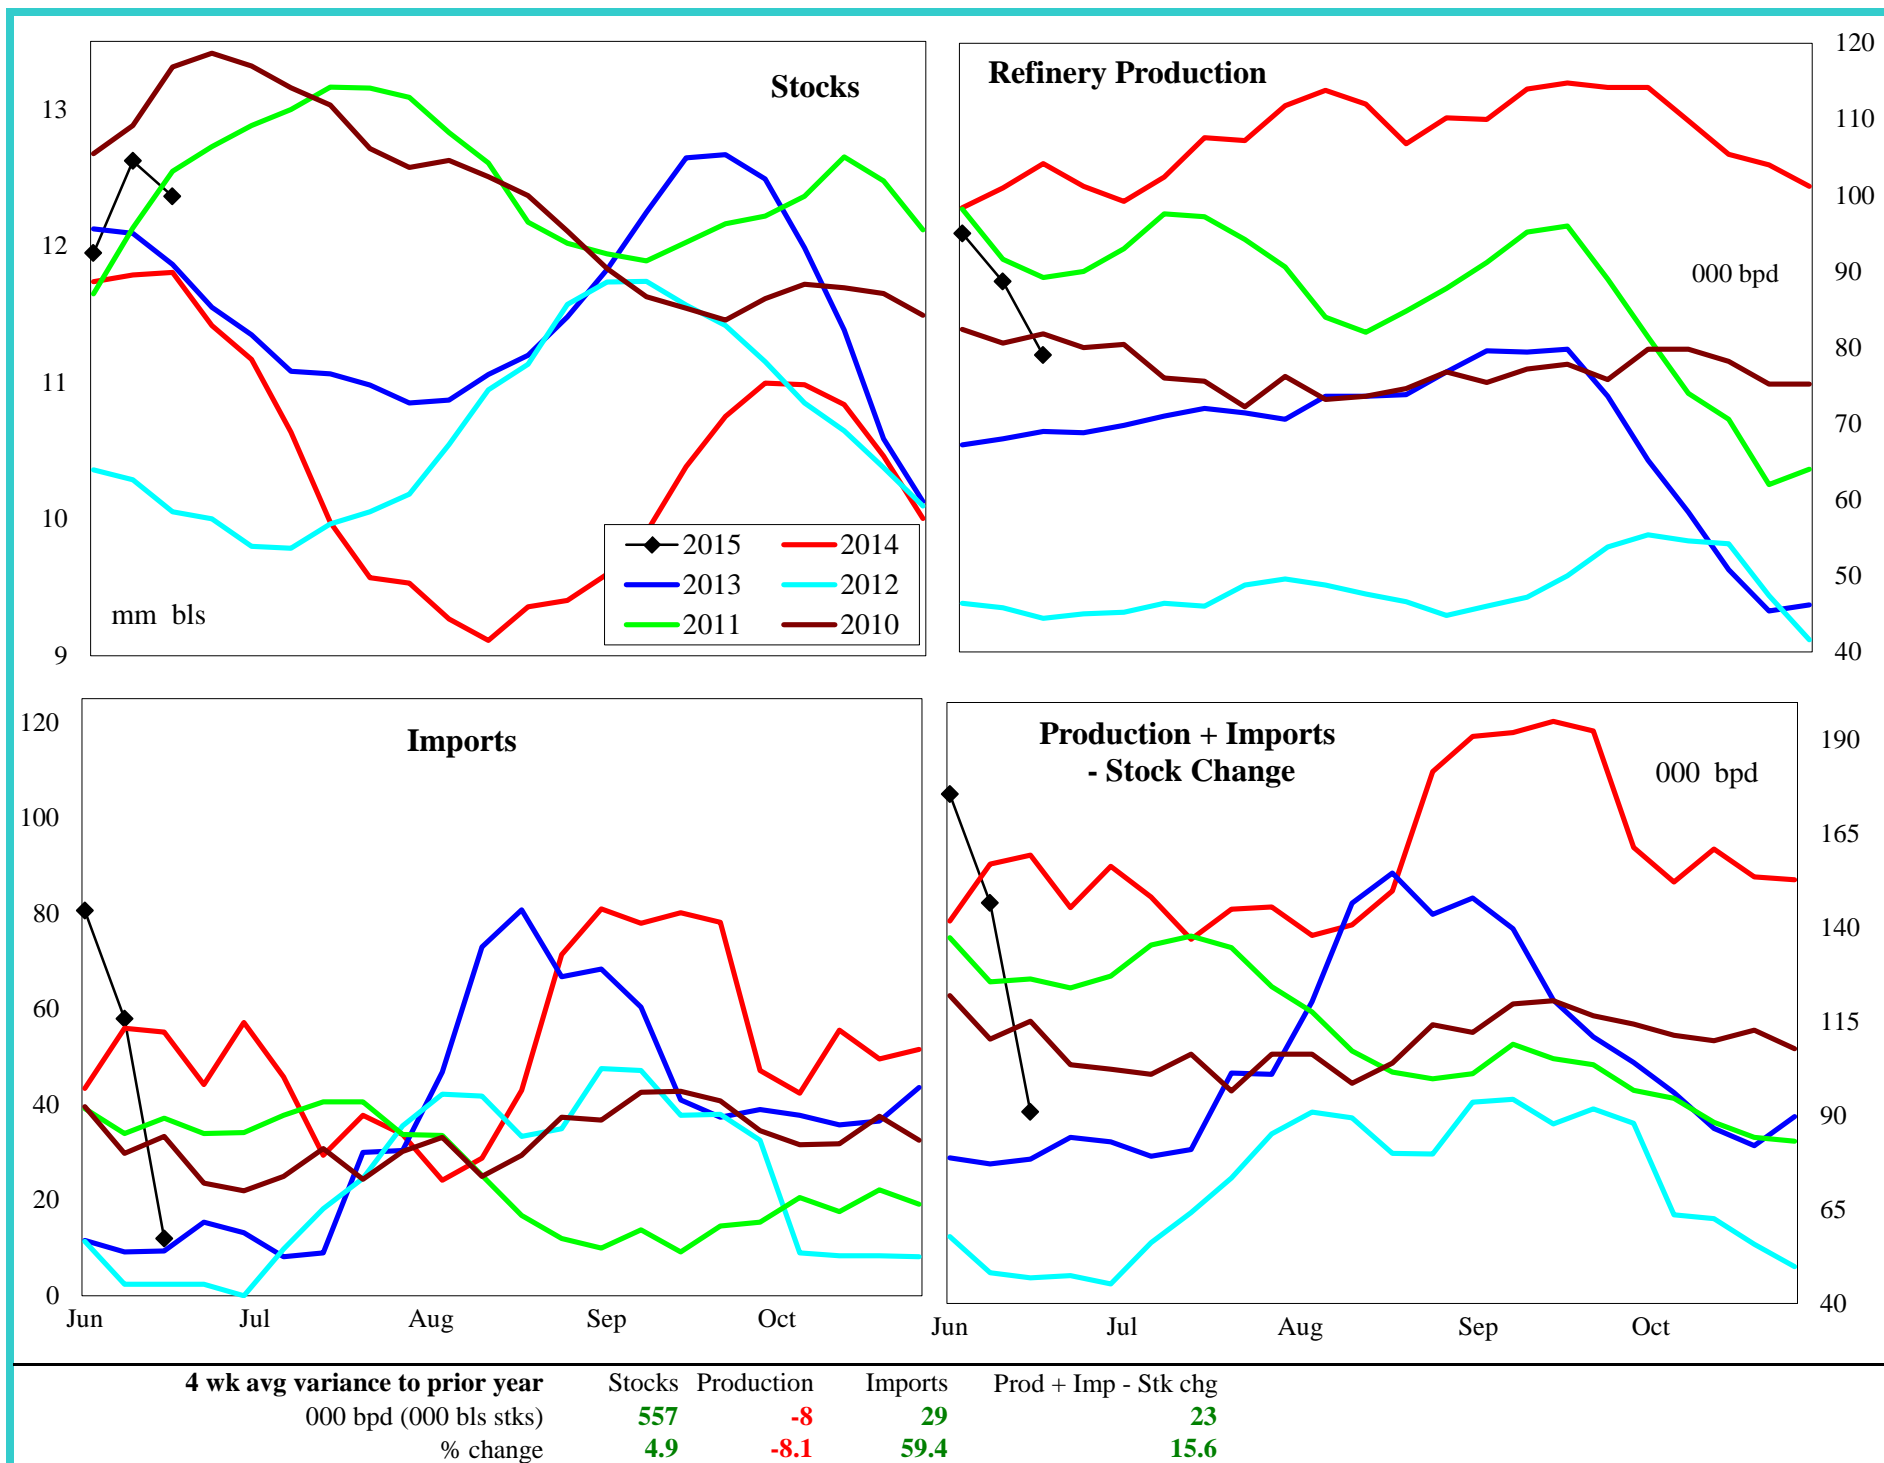 Stocks
13
12
11
10
9
mm bls
2015
2014
2013
2012
2011
2010
Refinery Production
000 bpd
120
110
100
90
80
70
60
50
40
Imports
120
100
80
60
40
20
0
Jun Jul Aug Sep Oct
Production + Imports
- Stock Change
000 bpd
190
165
140
115
90
65
40
Jun Jul Aug Sep Oct
4 wk avg variance to prior year Stocks Production Imports Prod + Imp - Stk chg
000 bpd (000 bls stks) 557 -8 29 23
% change 4.9 -8.1 59.4 15.6